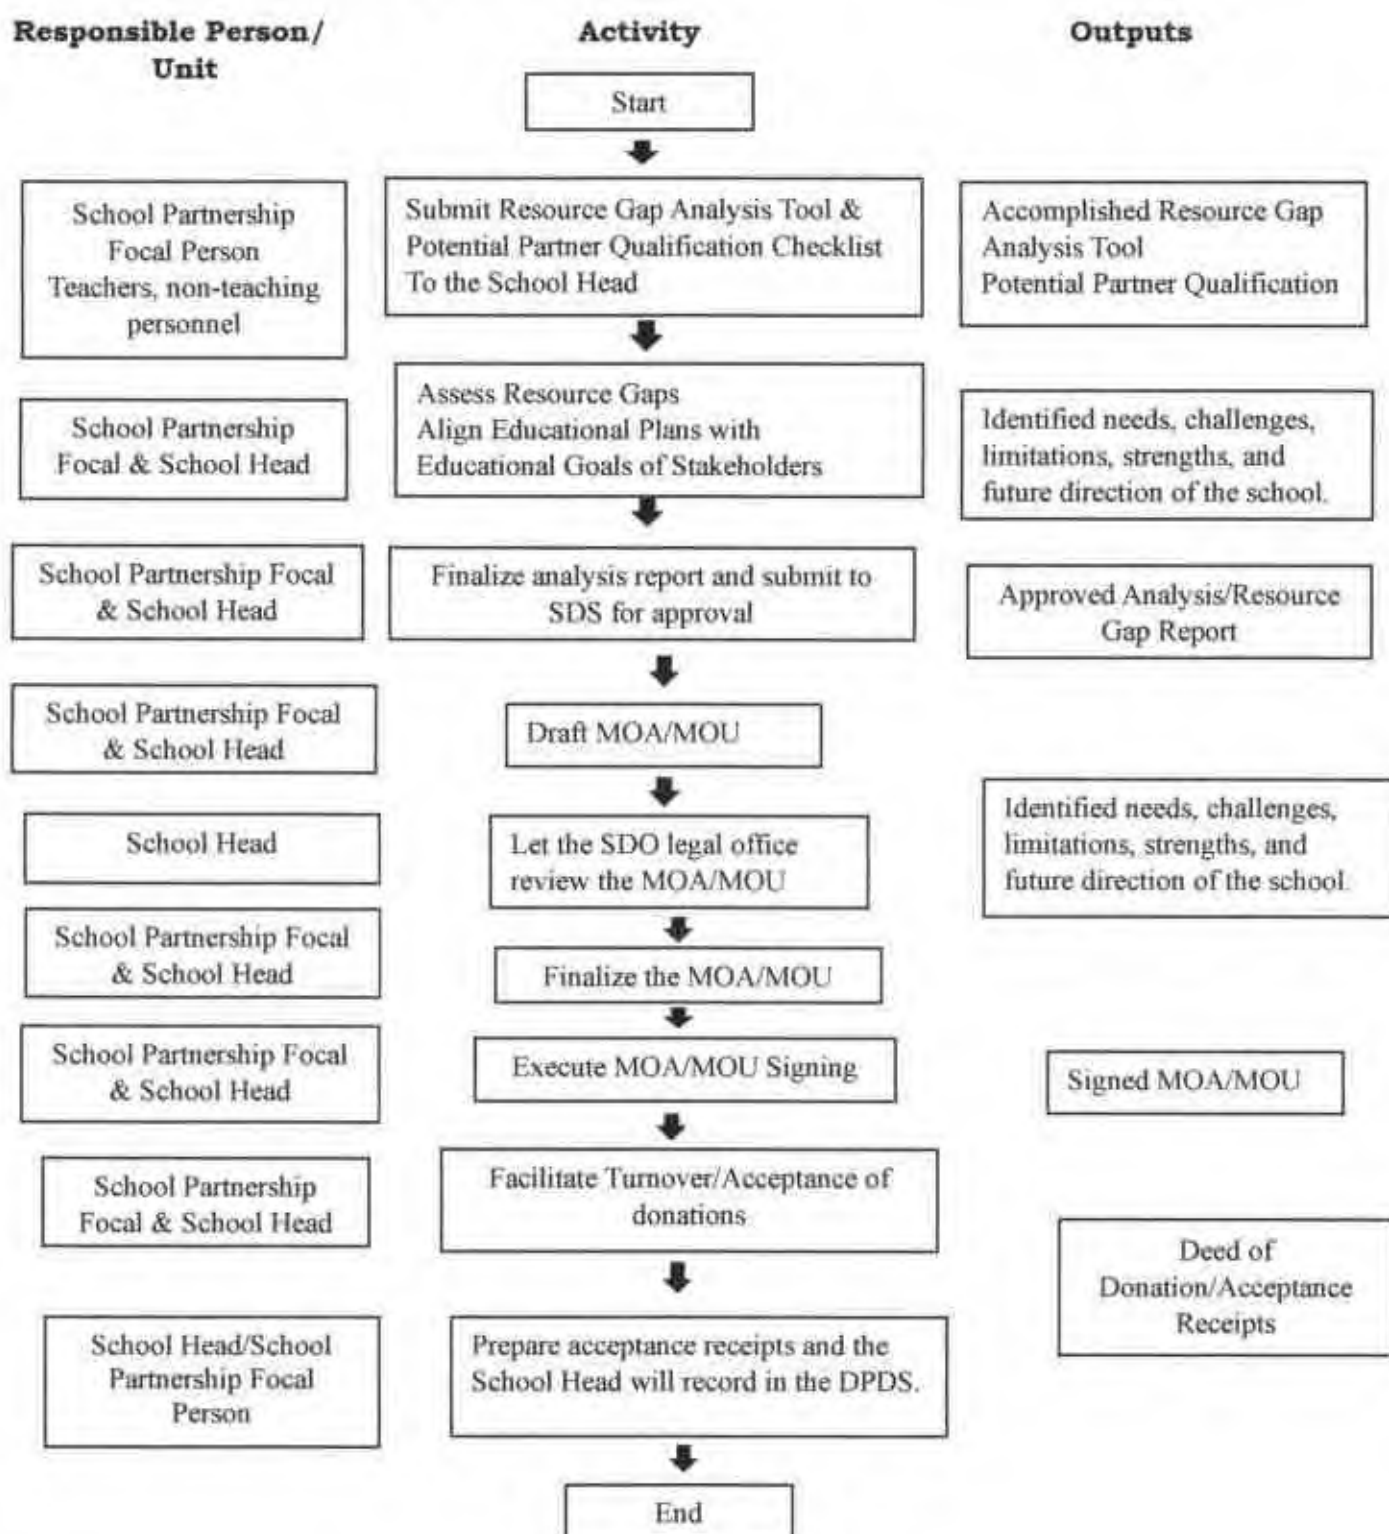 Responsible Person/
Unit
Activity
Outputs
Start
School Partnership
Focal Person
Teachers, non-teaching
personnel
Submit Resource Gap Analysis Tool &
Potential Partner Qualification Checklist
To the School Head
Accomplished Resource Gap
Analysis Tool
Potential Partner Qualification
School Partnership
Focal & School Head
Assess Resource Gaps
Align Educational Plans with
Educational Goals of Stakeholders
Identified needs, challenges,
limitations, strengths, and
future direction of the school.
School Partnership Focal
& School Head
Finalize analysis report and submit to
SDS for approval
Approved Analysis/Resource
Gap Report
School Partnership Focal
& School Head
Draft MOA/MOU
School Head
Let the SDO legal office
review the MOA/MOU
Identified needs, challenges,
limitations, strengths, and
future direction of the school.
School Partnership Focal
& School Head
Finalize the MOA/MOU
School Partnership Focal
& School Head
Execute MOA/MOU Signing
Signed MOA/MOU
School Partnership
Focal & School Head
Facilitate Turnover/Acceptance of
donations
Deed of
Donation/Acceptance
Receipts
School Head/School
Partnership Focal
Person
Prepare acceptance receipts and the
School Head will record in the DPDS.
End